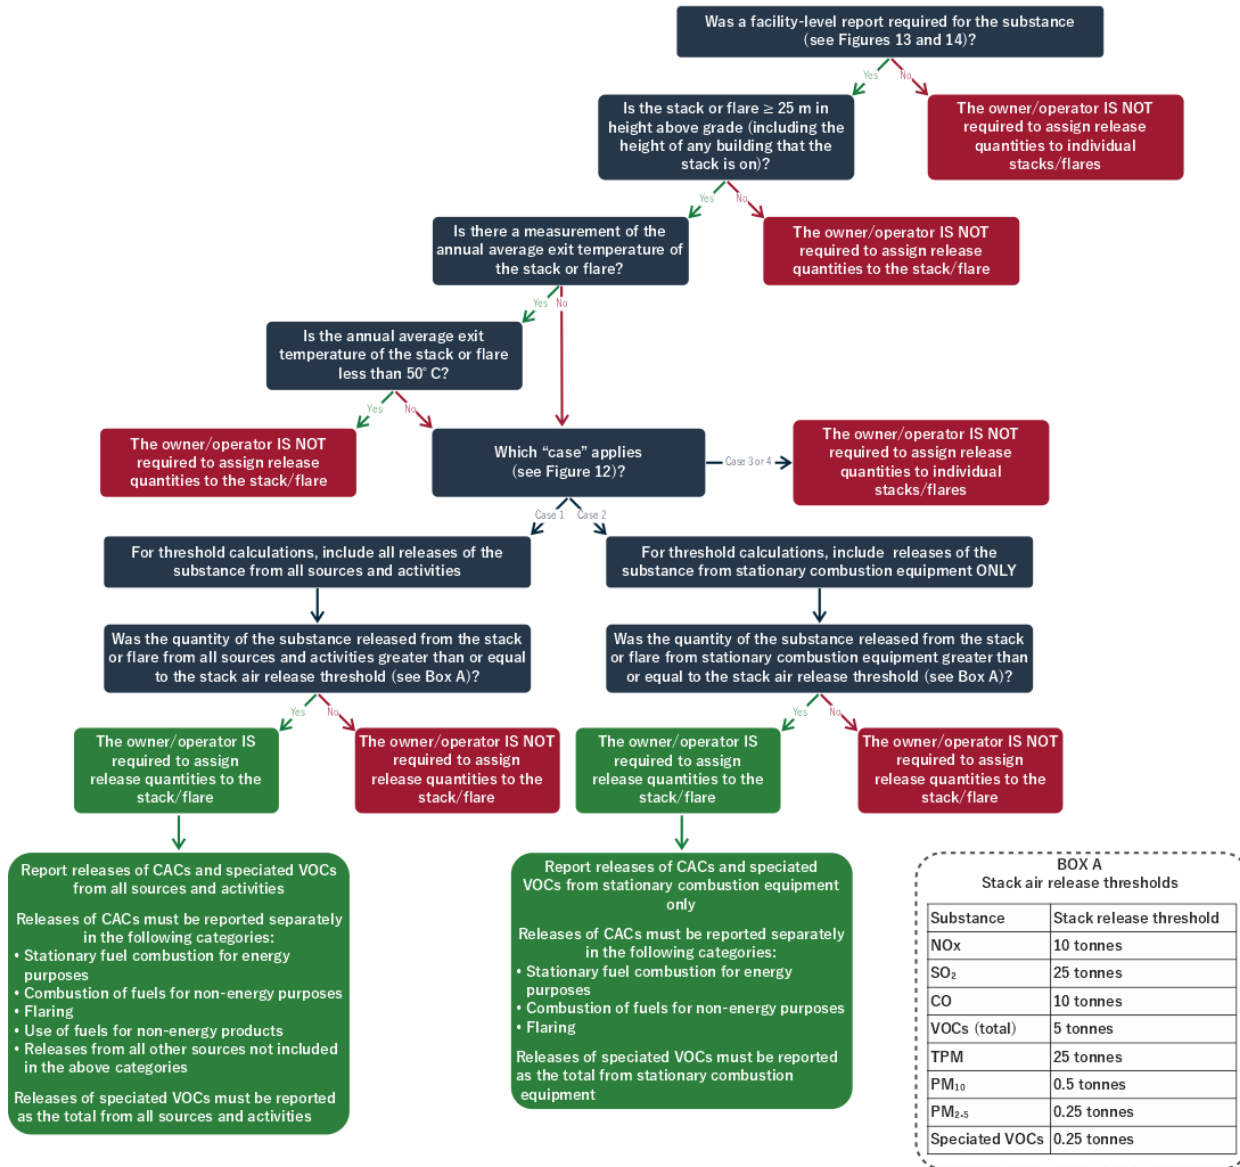 Was a facility-level report required for the substance
(see Figures 13 and 14)?
Yes
No
Is the stack or flare ≥ 25 m in
height above grade (including the
height of any building that the
stack is on)?
The owner/operator IS NOT
required to assign release
quantities to individual
stacks/flares
Yes
No
Is there a measurement of the
annual average exit temperature of
the stack or flare?
The owner/operator IS NOT
required to assign release
quantities to the stack/flare
Yes
No
Is the annual average exit
temperature of the stack or flare
less than 50° C?
Yes
No
The owner/operator IS NOT
required to assign release
quantities to the stack/flare
Which “case” applies
(see Figure 12)?
Case 3 or 4
The owner/operator IS NOT
required to assign release
quantities to individual
stacks/flares
Case 1
Case 2
For threshold calculations, include all releases of the
substance from all sources and activities
For threshold calculations, include releases of the
substance from stationary combustion equipment ONLY
Was the quantity of the substance released from the stack
or flare from all sources and activities greater than or equal
to the stack air release threshold (see Box A)?
Was the quantity of the substance released from the stack
or flare from stationary combustion equipment greater than
or equal to the stack air release threshold (see Box A)?
Yes
No
Yes
No
The owner/operator IS
required to assign
release quantities to the
stack/flare
The owner/operator IS NOT
required to assign
release quantities to the
stack/flare
The owner/operator IS
required to assign
release quantities to the
stack/flare
The owner/operator IS NOT
required to assign
release quantities to the
stack/flare
Report releases of CACs and speciated VOCs
from all sources and activities
Releases of CACs must be reported separately
in the following categories:
• Stationary fuel combustion for energy
purposes
• Combustion of fuels for non-energy purposes
• Flaring
• Use of fuels for non-energy products
• Releases from all other sources not included
in the above categories
Releases of speciated VOCs must be reported
as the total from all sources and activities
Report releases of CACs and speciated
VOCs from stationary combustion equipment
only
Releases of CACs must be reported separately
in the following categories:
• Stationary fuel combustion for energy
purposes
• Combustion of fuels for non-energy purposes
• Flaring
Releases of speciated VOCs must be reported
as the total from stationary combustion
equipment
BOX A
Stack air release thresholds
Substance Stack release threshold
NOx 10 tonnes
SO₂ 25 tonnes
CO 10 tonnes
VOCs (total) 5 tonnes
TPM 25 tonnes
PM₁₀ 0.5 tonnes
PM₂.₅ 0.25 tonnes
Speciated VOCs 0.25 tonnes